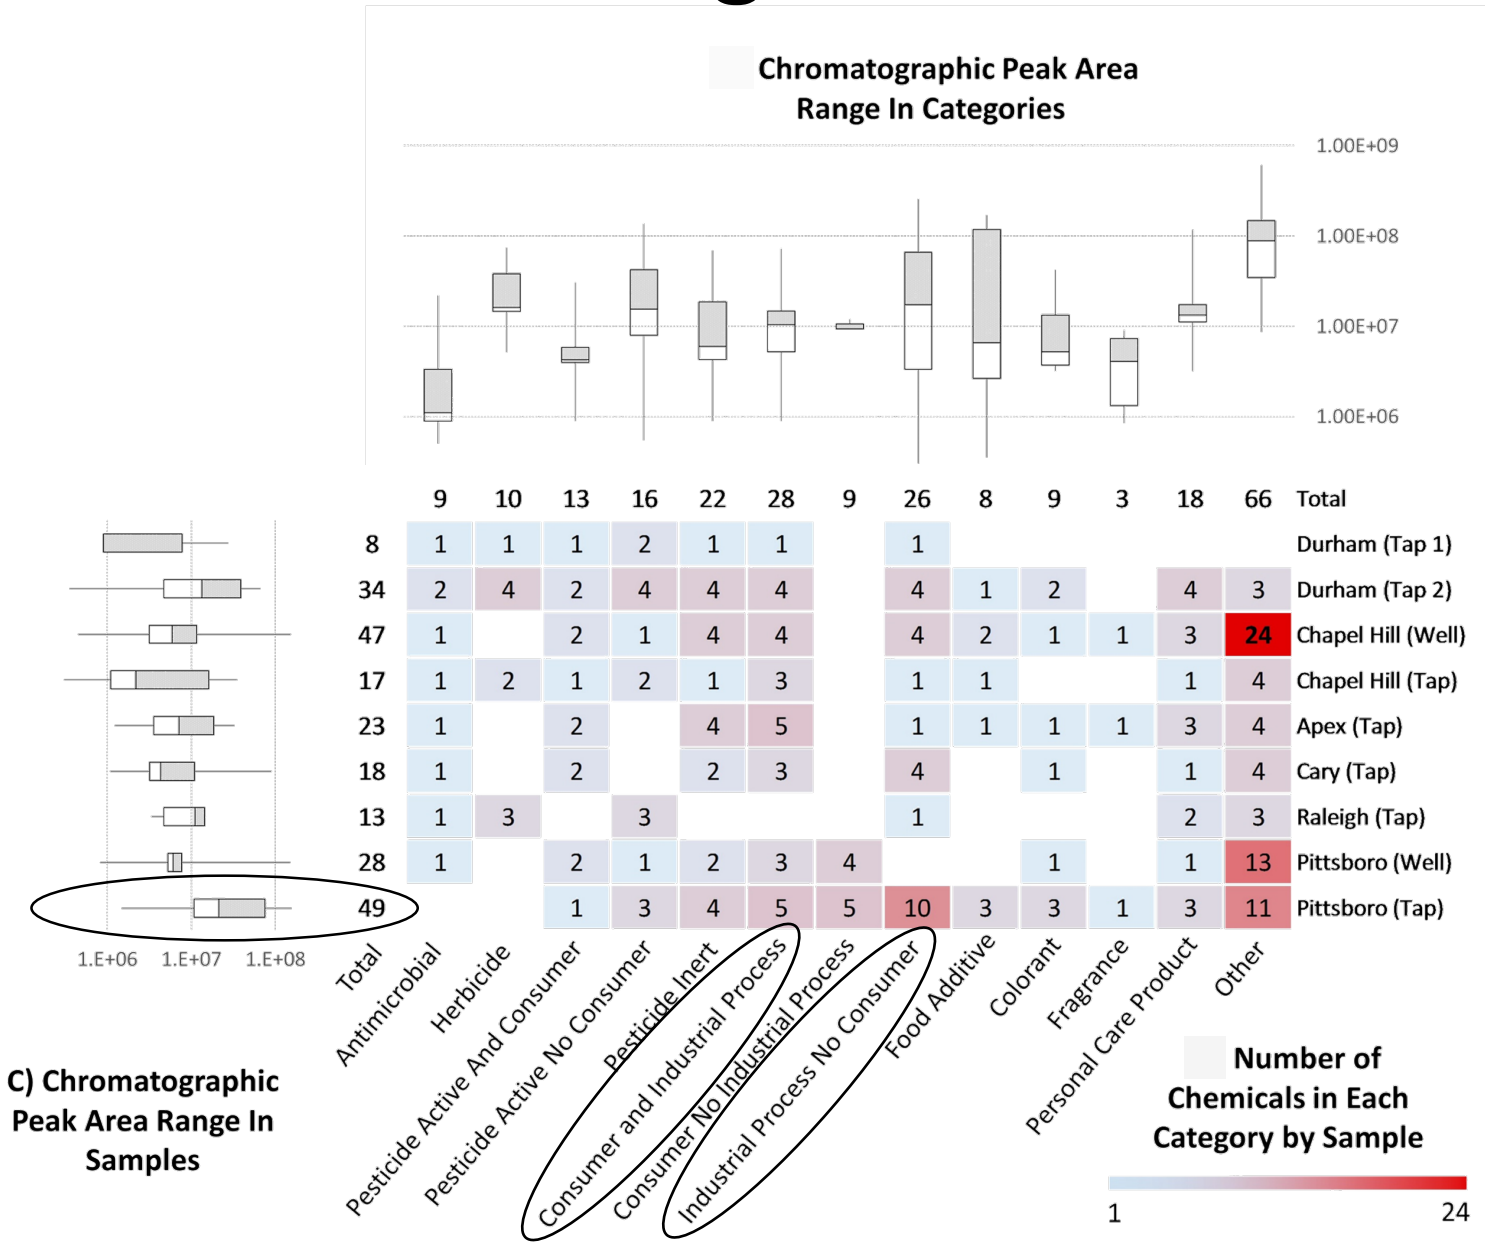 Chromatographic Peak Area
Range In Categories
1.00E+09
1.00E+08
1.00E+07
1.00E+06
9 10 13 16 22 28 9 26 8 9 3 18 66 Total
8 1 1 1 2 1 1 1 Durham (Tap 1)
34 2 4 2 4 4 4 4 1 2 4 3 Durham (Tap 2)
47 1 2 1 4 4 4 2 1 1 3 24 Chapel Hill (Well)
17 1 2 1 2 1 3 1 1 1 4 Chapel Hill (Tap)
23 1 2 4 5 1 1 1 1 3 4 Apex (Tap)
18 1 2 2 3 4 1 1 4 Cary (Tap)
13 1 3 3 1 2 3 Raleigh (Tap)
28 1 2 1 2 3 4 1 1 13 Pittsboro (Well)
49 1 3 4 5 5 10 3 3 1 3 11 Pittsboro (Tap)
1.E+06 1.E+07 1.E+08
Total
Antimicrobial
Herbicide
Pesticide Active And Consumer
Pesticide Active No Consumer
Pesticide Inert
Consumer and Industrial Process
Consumer No Industrial Process
Industrial Process No Consumer
Food Additive
Colorant
Fragrance
Personal Care Product
Other
C) Chromatographic
Peak Area Range In
Samples
Number of
Chemicals in Each
Category by Sample
1 24